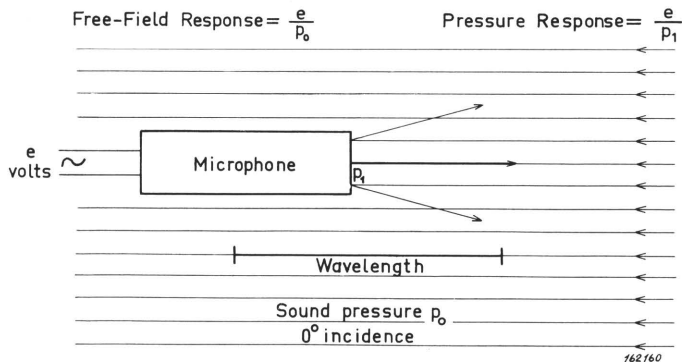 Free-Field Response = e/p₀ Pressure Response = e/p₁
e
volts ~
Microphone
p₁
Wavelength
Sound pressure p₀
0° incidence
162160